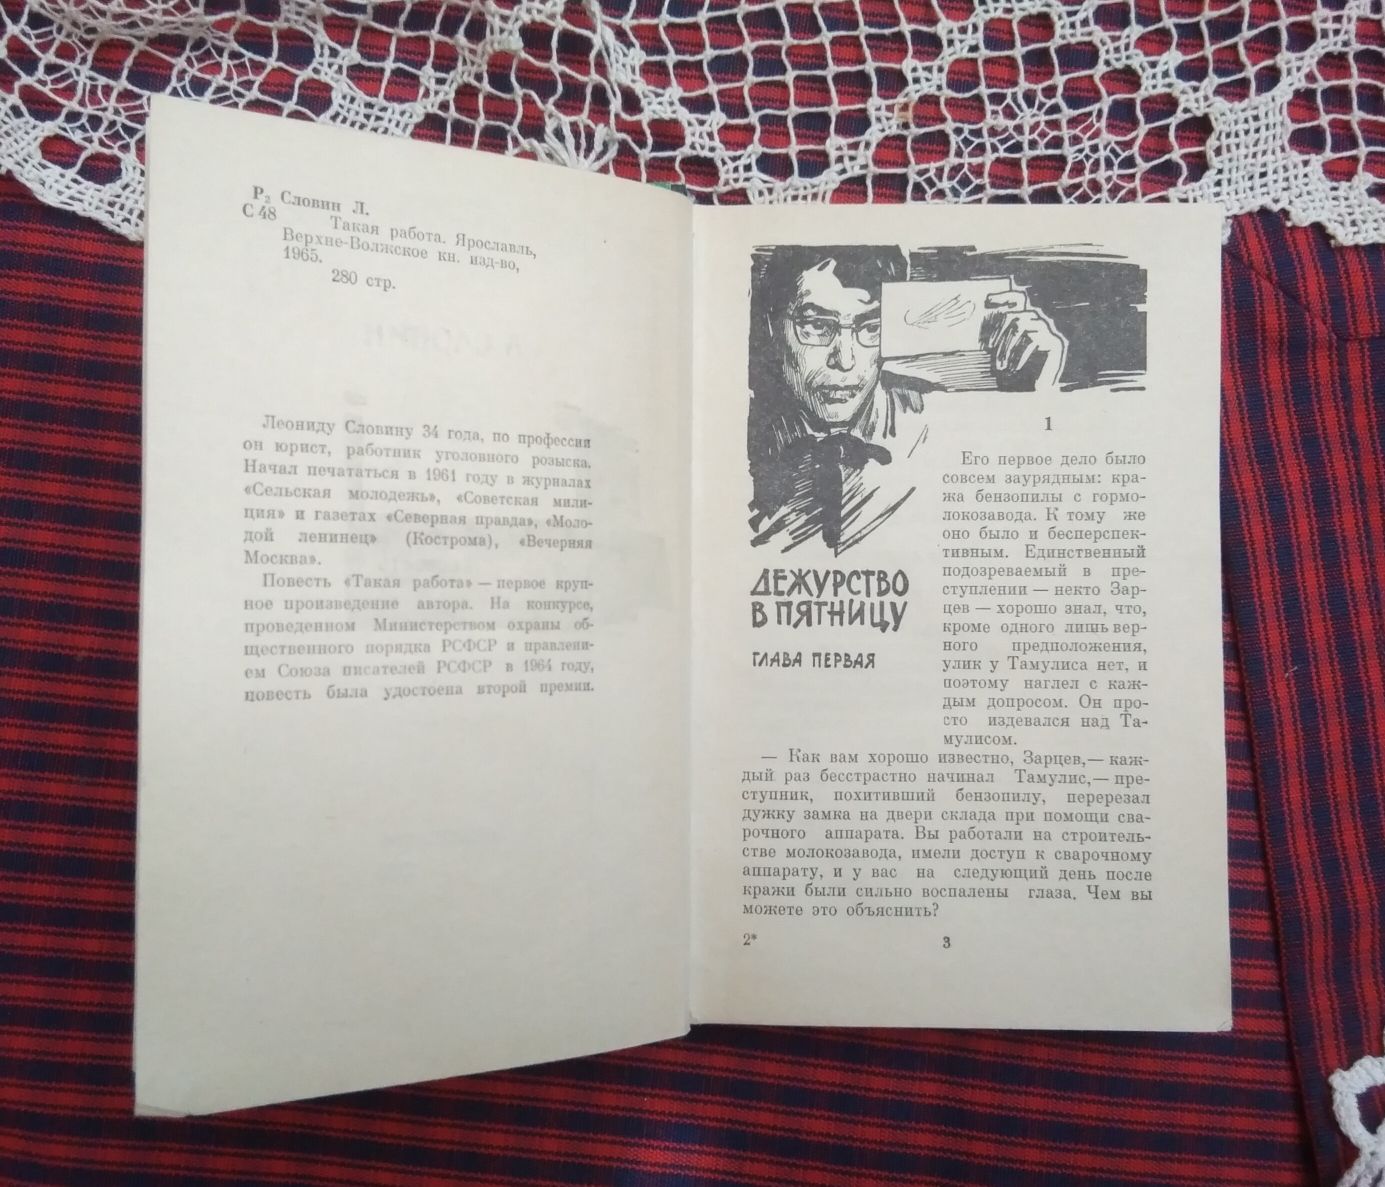 Р₂ Словин Л.
С 48 Такая работа. Ярославль,
Верхне-Волжское кн. изд-во,
1965.
280 стр.
Леониду Словину 34 года, по профессии
он юрист, работник уголовного розыска.
Начал печататься в 1961 году в журналах
«Сельская молодежь», «Советская мили-
ция» и газетах «Северная правда», «Моло-
дой ленинец» (Кострома), «Вечерняя
Москва».
Повесть «Такая работа» — первое круп-
ное произведение автора. На конкурсе,
проведенном Министерством охраны об-
щественного порядка РСФСР и правлени-
ем Союза писателей РСФСР в 1964 году,
повесть была удостоена второй премии.
ДЕЖУРСТВО
В ПЯТНИЦУ
ГЛАВА ПЕРВАЯ
1
Его первое дело было
совсем заурядным: кра-
жа бензопилы с гормо-
локозавода. К тому же
оно было и бесперспек-
тивным. Единственный
подозреваемый в пре-
ступлении — некто Зар-
цев — хорошо знал, что,
кроме одного лишь вер-
ного предположения,
улик у Тамулиса нет, и
поэтому наглел с каж-
дым допросом. Он про-
сто издевался над Та-
мулисом.
— Как вам хорошо известно, Зарцев,— каж-
дый раз бесстрастно начинал Тамулис,— пре-
ступник, похитивший бензопилу, перерезал
дужку замка на двери склада при помощи сва-
рочного аппарата. Вы работали на строитель-
стве молокозавода, имели доступ к сварочному
аппарату, и у вас на следующий день после
кражи были сильно воспалены глаза. Чем вы
можете это объяснить?
2* 3